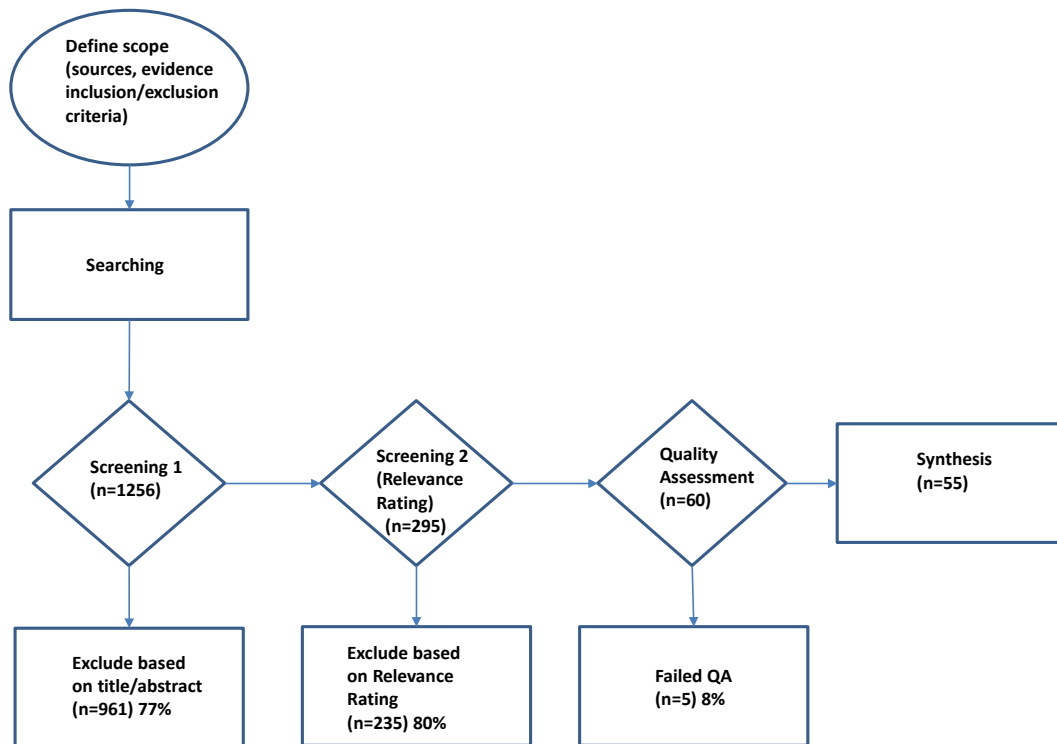 Define scope
(sources, evidence
inclusion/exclusion
criteria)
Searching
Screening 1
(n=1256)
Screening 2
(Relevance
Rating)
(n=295)
Quality
Assessment
(n=60)
Synthesis
(n=55)
Exclude based
on title/abstract
(n=961) 77%
Exclude based
on Relevance
Rating
(n=235) 80%
Failed QA
(n=5) 8%